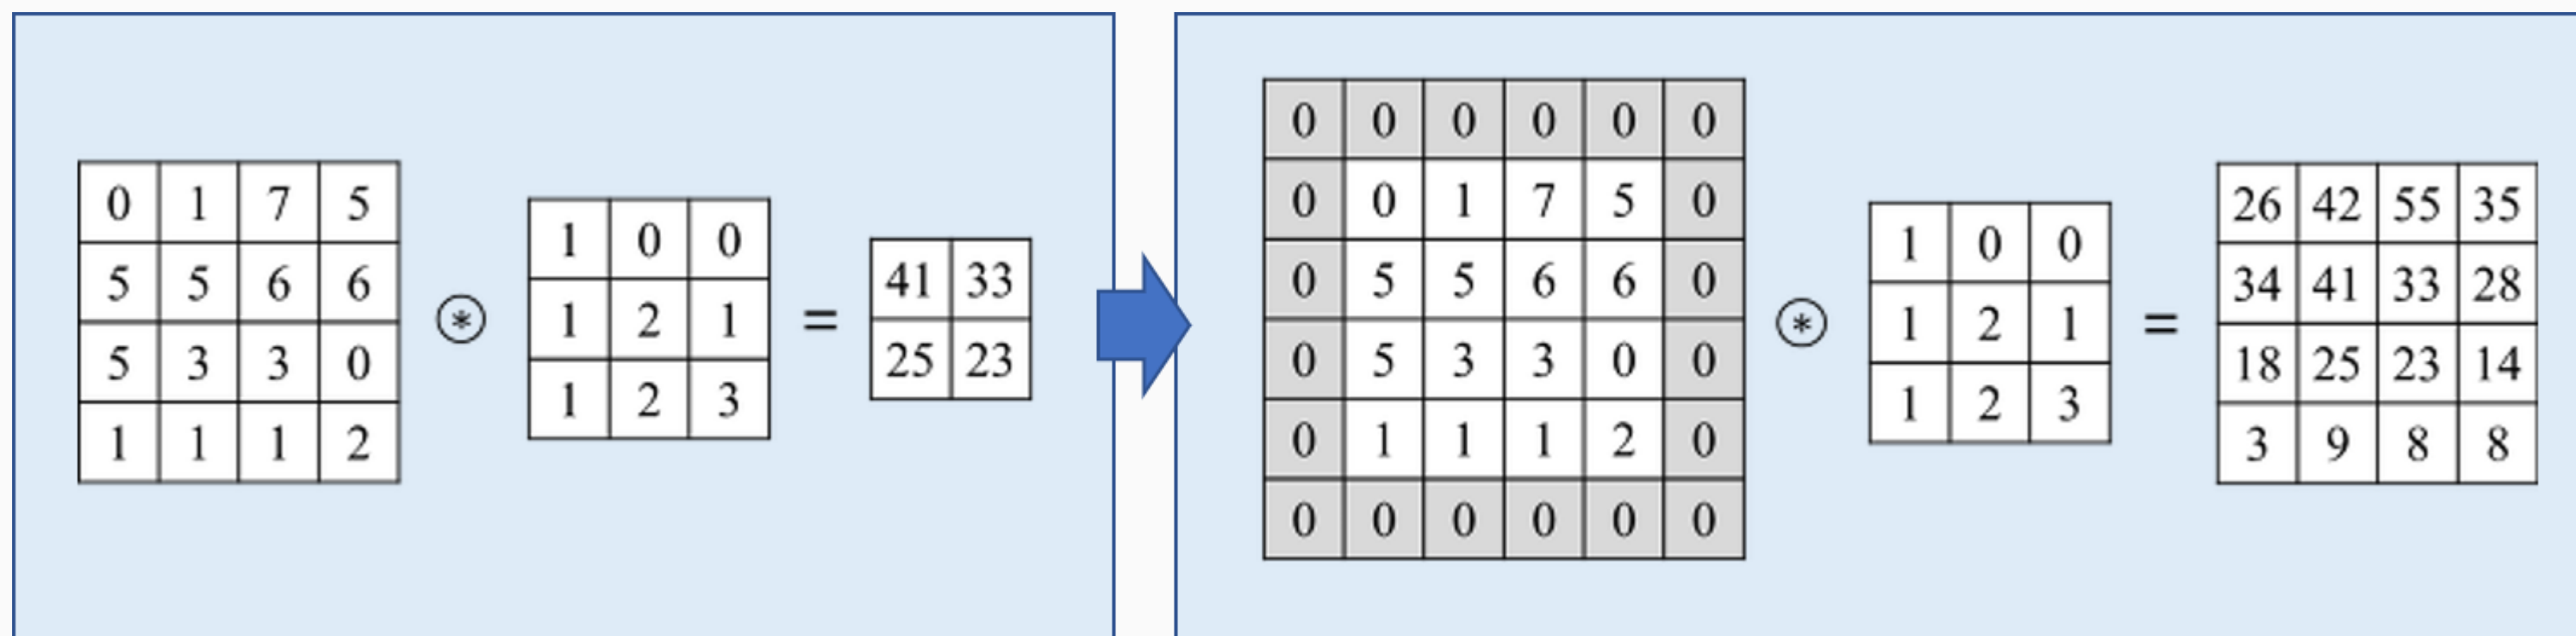 0 1 7 5
5 5 6 6
5 3 3 0
1 1 1 2
⊛
1 0 0
1 2 1
1 2 3
=
41 33
25 23
0 0 0 0 0 0
0 0 1 7 5 0
0 5 5 6 6 0
0 5 3 3 0 0
0 1 1 1 2 0
0 0 0 0 0 0
⊛
1 0 0
1 2 1
1 2 3
=
26 42 55 35
34 41 33 28
18 25 23 14
3 9 8 8